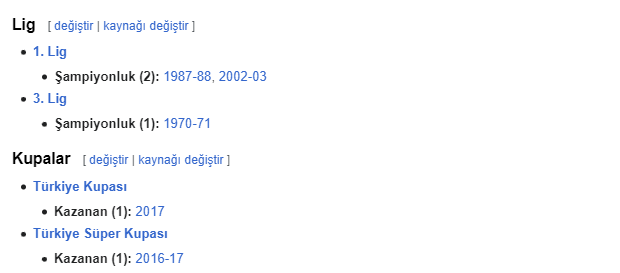 Lig [ değiştir | kaynağı değiştir ]
1. Lig
Şampiyonluk (2): 1987-88, 2002-03
3. Lig
Şampiyonluk (1): 1970-71
Kupalar [ değiştir | kaynağı değiştir ]
Türkiye Kupası
Kazanan (1): 2017
Türkiye Süper Kupası
Kazanan (1): 2016-17